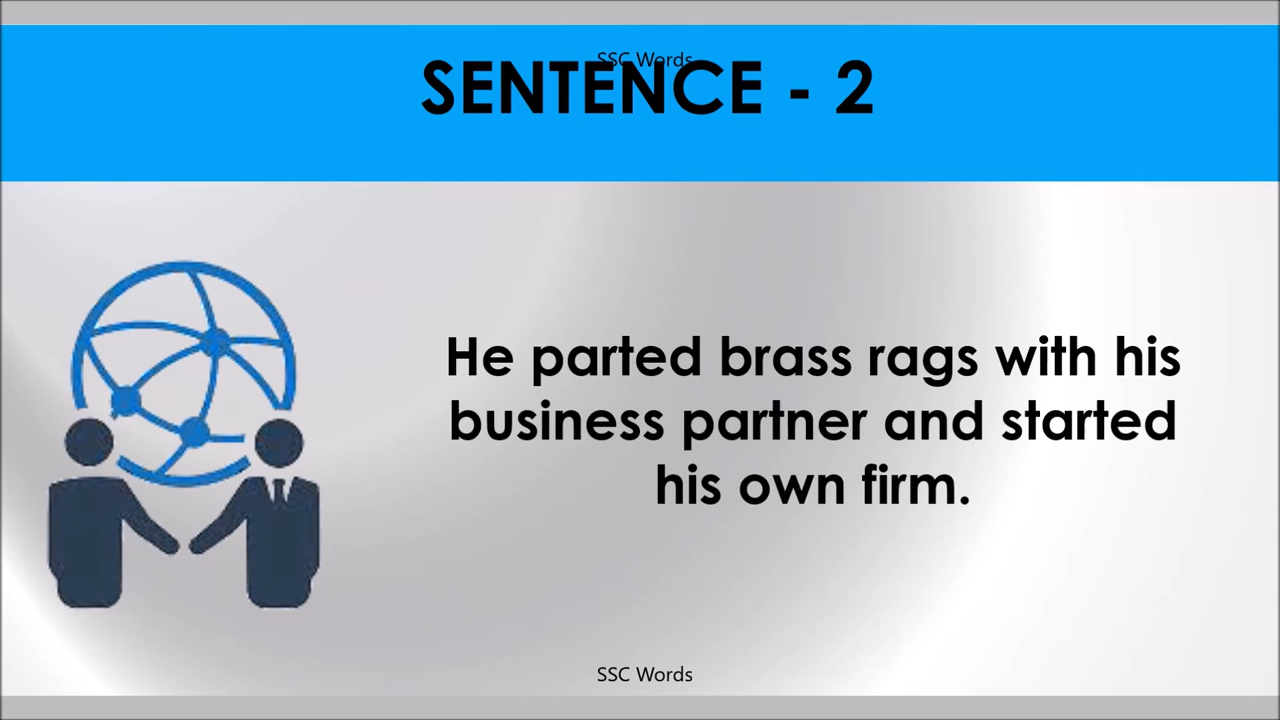 SSC Words
SENTENCE - 2
He parted brass rags with his
business partner and started
his own firm.
SSC Words